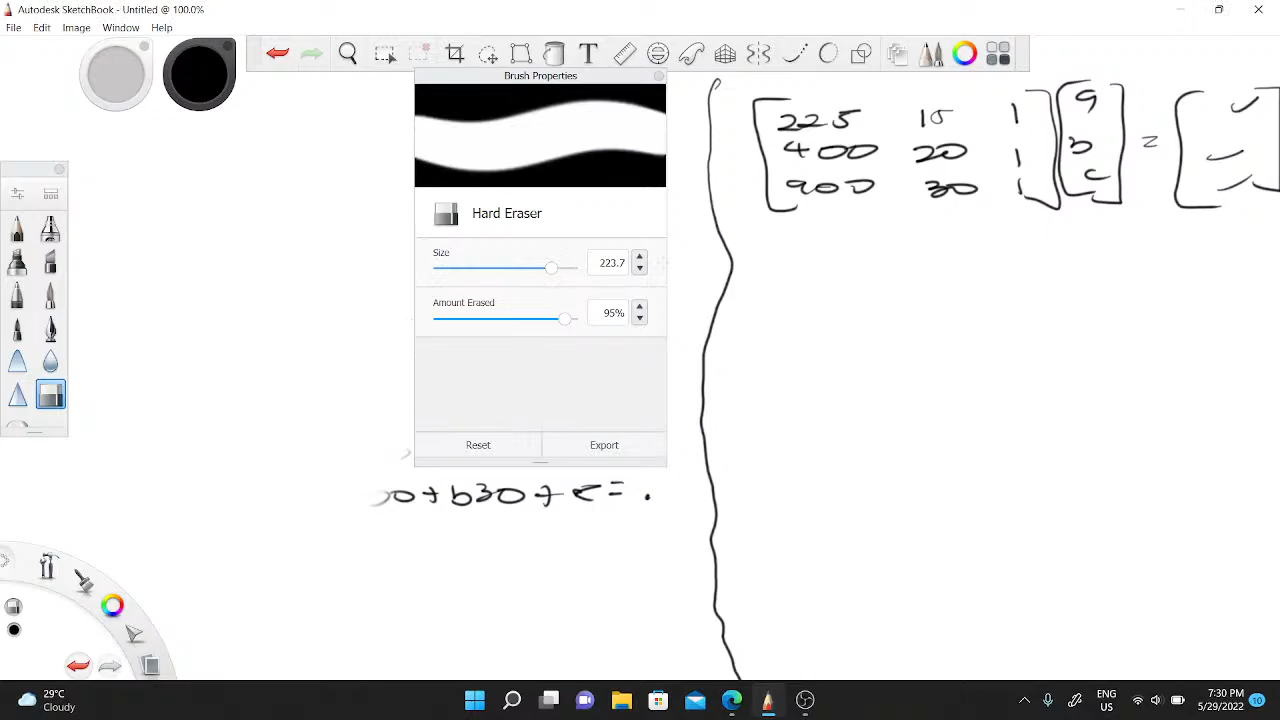 Autodesk SketchBook - Untitled @ 100.0%
File Edit Image Window Help
Brush Properties
Hard Eraser
Size
223.7
Amount Erased
95%
Reset Export
225 15 1 a
400 20 1 b =
900 30 1 c
0+b30+c= .
29°C
Cloudy
ENG
US
7:30 PM
5/29/2022
10